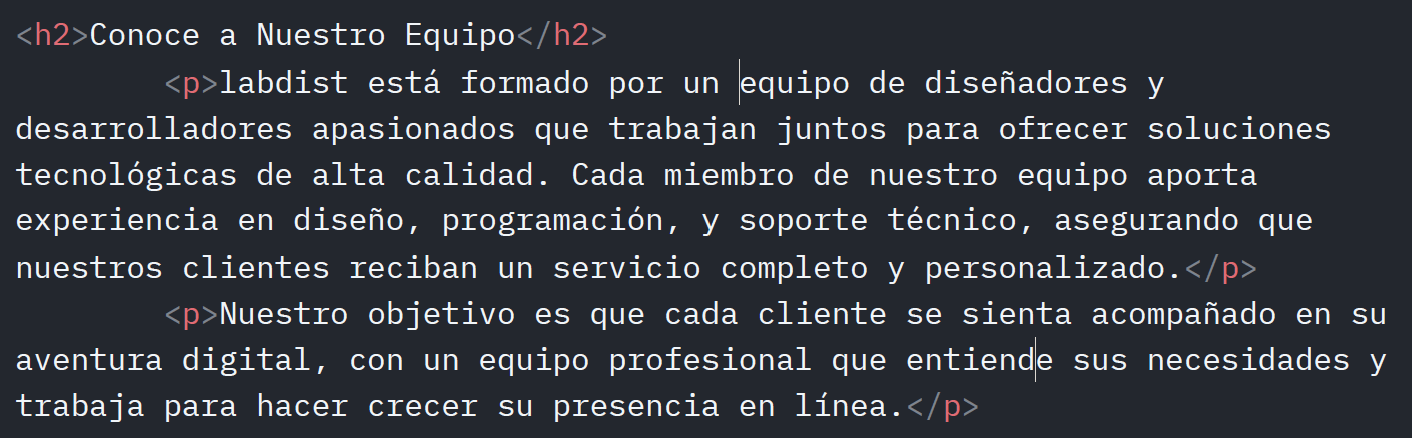 <h2>Conoce a Nuestro Equipo</h2>
<p>labdist está formado por un equipo de diseñadores y
desarrolladores apasionados que trabajan juntos para ofrecer soluciones
tecnológicas de alta calidad. Cada miembro de nuestro equipo aporta
experiencia en diseño, programación, y soporte técnico, asegurando que
nuestros clientes reciban un servicio completo y personalizado.</p>
<p>Nuestro objetivo es que cada cliente se sienta acompañado en su
aventura digital, con un equipo profesional que entiende sus necesidades y
trabaja para hacer crecer su presencia en línea.</p>